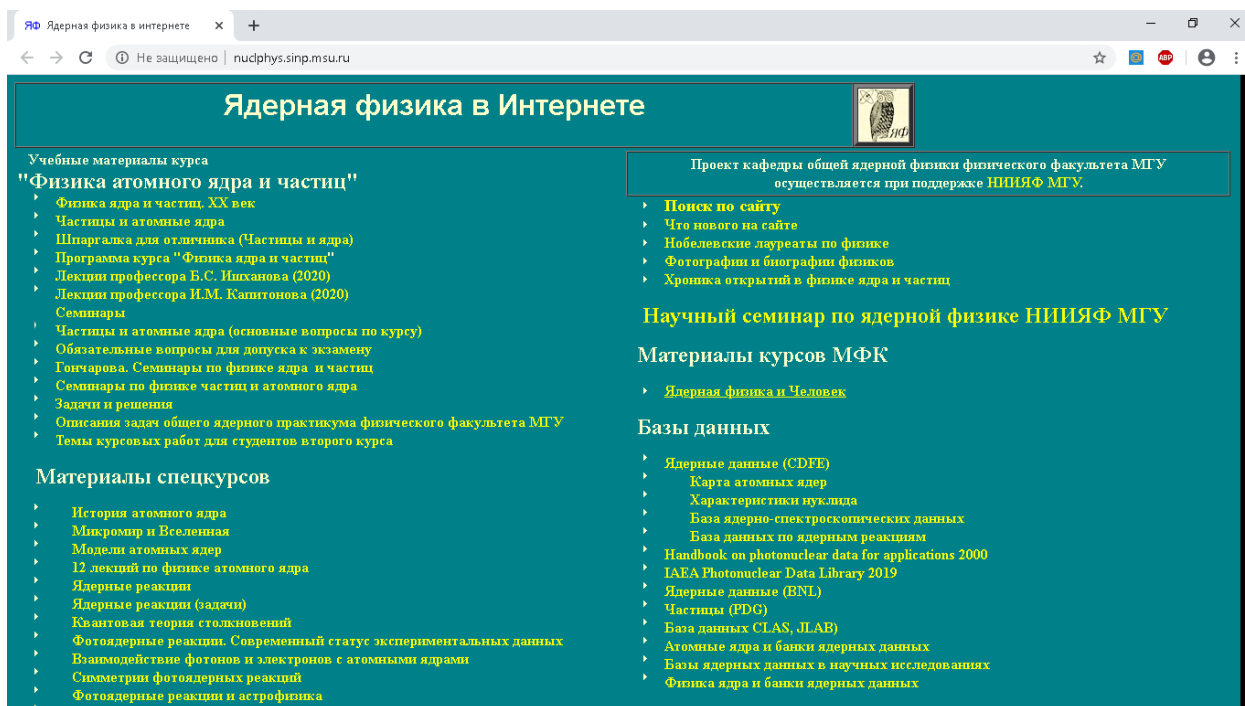 ЯФ Ядерная физика в интернете
Не защищено | nuclphys.sinp.msu.ru
ABP
Ядерная физика в Интернете
ЯФ
Учебные материалы курса
"Физика атомного ядра и частиц"
Физика ядра и частиц. XX век
Частицы и атомные ядра
Шпаргалка для отличника (Частицы и ядра)
Программа курса "Физика ядра и частиц"
Лекции профессора Б.С. Ишханова (2020)
Лекции профессора И.М. Капитонова (2020)
Семинары
Частицы и атомные ядра (основные вопросы по курсу)
Обязательные вопросы для допуска к экзамену
Гончарова. Семинары по физике ядра и частиц
Семинары по физике частиц и атомного ядра
Задачи и решения
Описания задач общего ядерного практикума физического факультета МГУ
Темы курсовых работ для студентов второго курса
Материалы спецкурсов
История атомного ядра
Микромир и Вселенная
Модели атомных ядер
12 лекций по физике атомного ядра
Ядерные реакции
Ядерные реакции (задачи)
Квантовая теория столкновений
Фотоядерные реакции. Современный статус экспериментальных данных
Взаимодействие фотонов и электронов с атомными ядрами
Симметрии фотоядерных реакций
Фотоядерные реакции и астрофизика
Проект кафедры общей ядерной физики физического факультета МГУ
осуществляется при поддержке НИИЯФ МГУ.
Поиск по сайту
Что нового на сайте
Нобелевские лауреаты по физике
Фотографии и биографии физиков
Хроника открытий в физике ядра и частиц
Научный семинар по ядерной физике НИИЯФ МГУ
Материалы курсов МФК
Ядерная физика и Человек
Базы данных
Ядерные данные (CDFE)
Карта атомных ядер
Характеристики нуклида
База ядерно-спектроскопических данных
База данных по ядерным реакциям
Handbook on photonuclear data for applications 2000
IAEA Photonuclear Data Library 2019
Ядерные данные (BNL)
Частицы (PDG)
База данных CLAS, JLAB)
Атомные ядра и банки ядерных данных
Базы ядерных данных в научных исследованиях
Физика ядра и банки ядерных данных